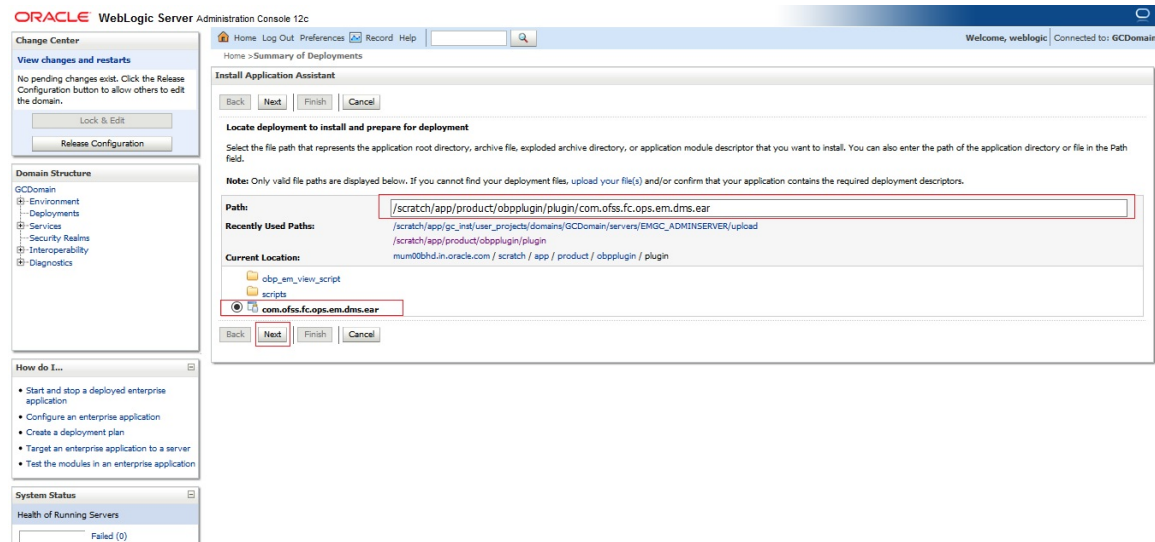 ORACLE WebLogic Server Administration Console 12c
Change Center
View changes and restarts
No pending changes exist. Click the Release
Configuration button to allow others to edit
the domain.
Lock & Edit
Release Configuration
Domain Structure
GCDomain
Environment
Deployments
Services
Security Realms
Interoperability
Diagnostics
How do I...
Start and stop a deployed enterprise
application
Configure an enterprise application
Create a deployment plan
Target an enterprise application to a server
Test the modules in an enterprise application
System Status
Health of Running Servers
Failed (0)
Home Log Out Preferences Record Help
Welcome, weblogic Connected to: GCDomain
Home >Summary of Deployments
Install Application Assistant
Back Next Finish Cancel
Locate deployment to install and prepare for deployment
Select the file path that represents the application root directory, archive file, exploded archive directory, or application module descriptor that you want to install. You can also enter the path of the application directory or file in the Path
field.
Note: Only valid file paths are displayed below. If you cannot find your deployment files, upload your file(s) and/or confirm that your application contains the required deployment descriptors.
Path: /scratch/app/product/obpplugin/plugin/com.ofss.fc.ops.em.dms.ear
Recently Used Paths: /scratch/app/gc_inst/user_projects/domains/GCDomain/servers/EMGC_ADMINSERVER/upload
/scratch/app/product/obpplugin/plugin
Current Location: mum00bhd.in.oracle.com / scratch / app / product / obpplugin / plugin
obp_em_view_script
scripts
com.ofss.fc.ops.em.dms.ear
Back Next Finish Cancel